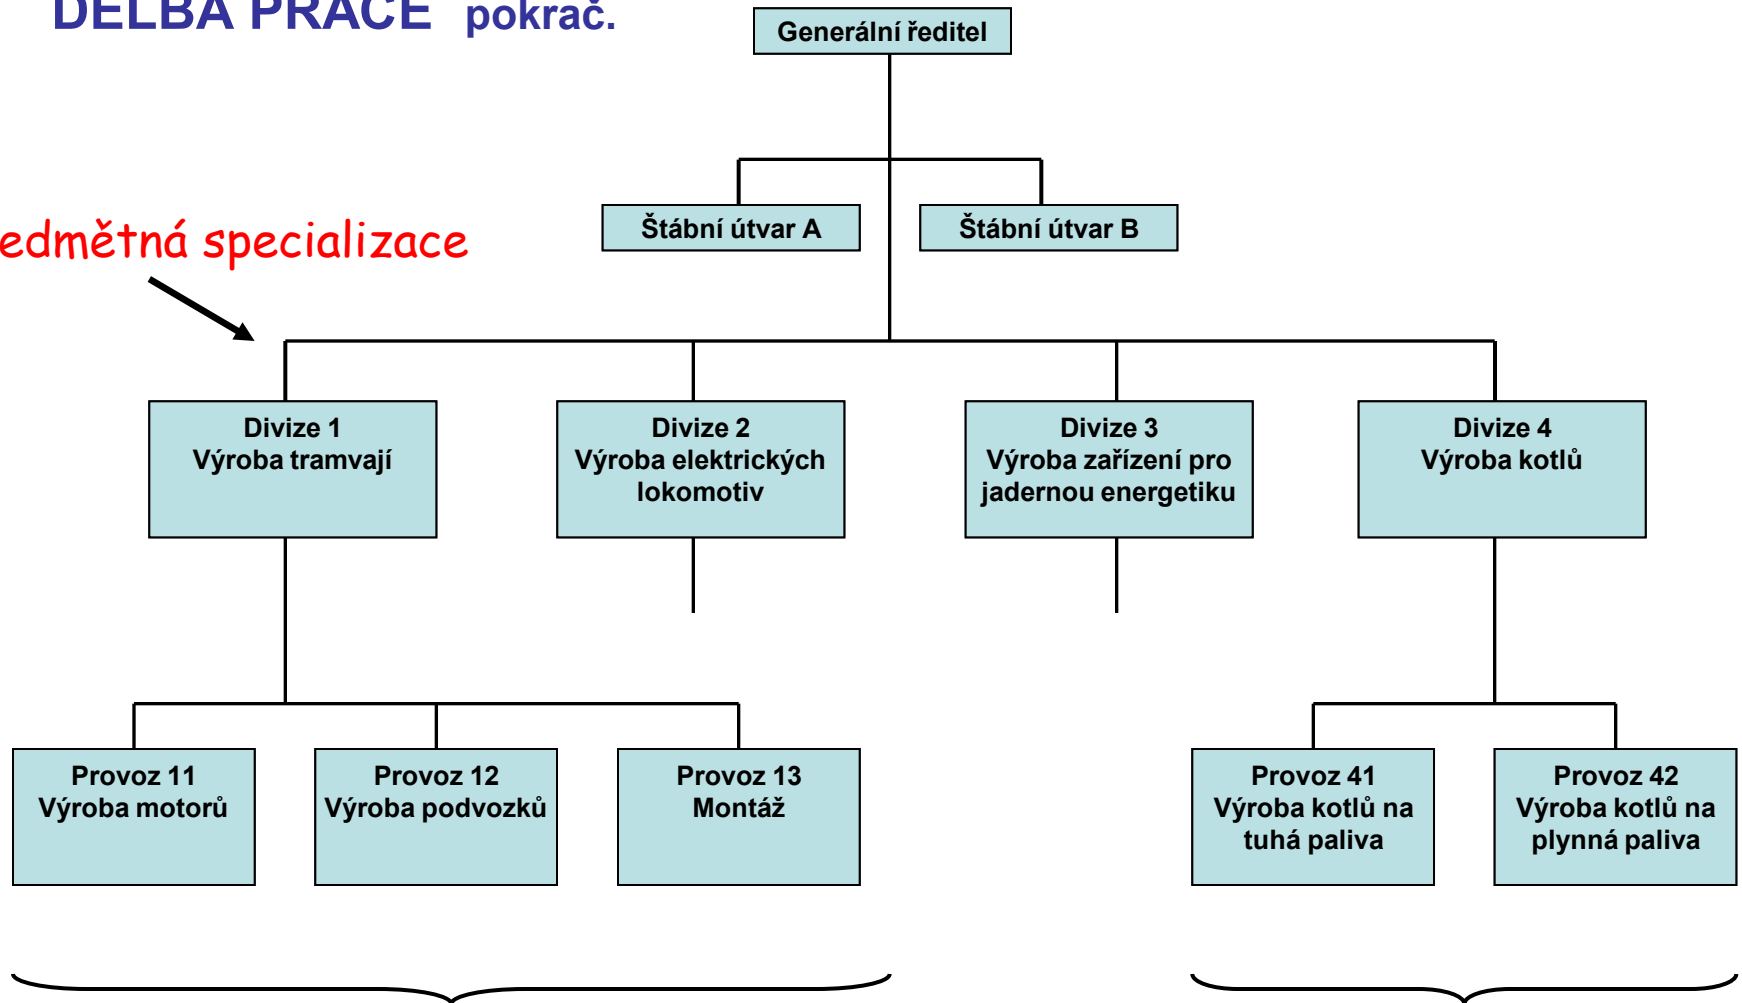 DĚLBA PRÁCE pokrač.
Generální ředitel
Štábní útvar A
Štábní útvar B
edmětná specializace
Divize 1
Výroba tramvají
Divize 2
Výroba elektrických
lokomotiv
Divize 3
Výroba zařízení pro
jadernou energetiku
Divize 4
Výroba kotlů
Provoz 11
Výroba motorů
Provoz 12
Výroba podvozků
Provoz 13
Montáž
Provoz 41
Výroba kotlů na
tuhá paliva
Provoz 42
Výroba kotlů na
plynná paliva